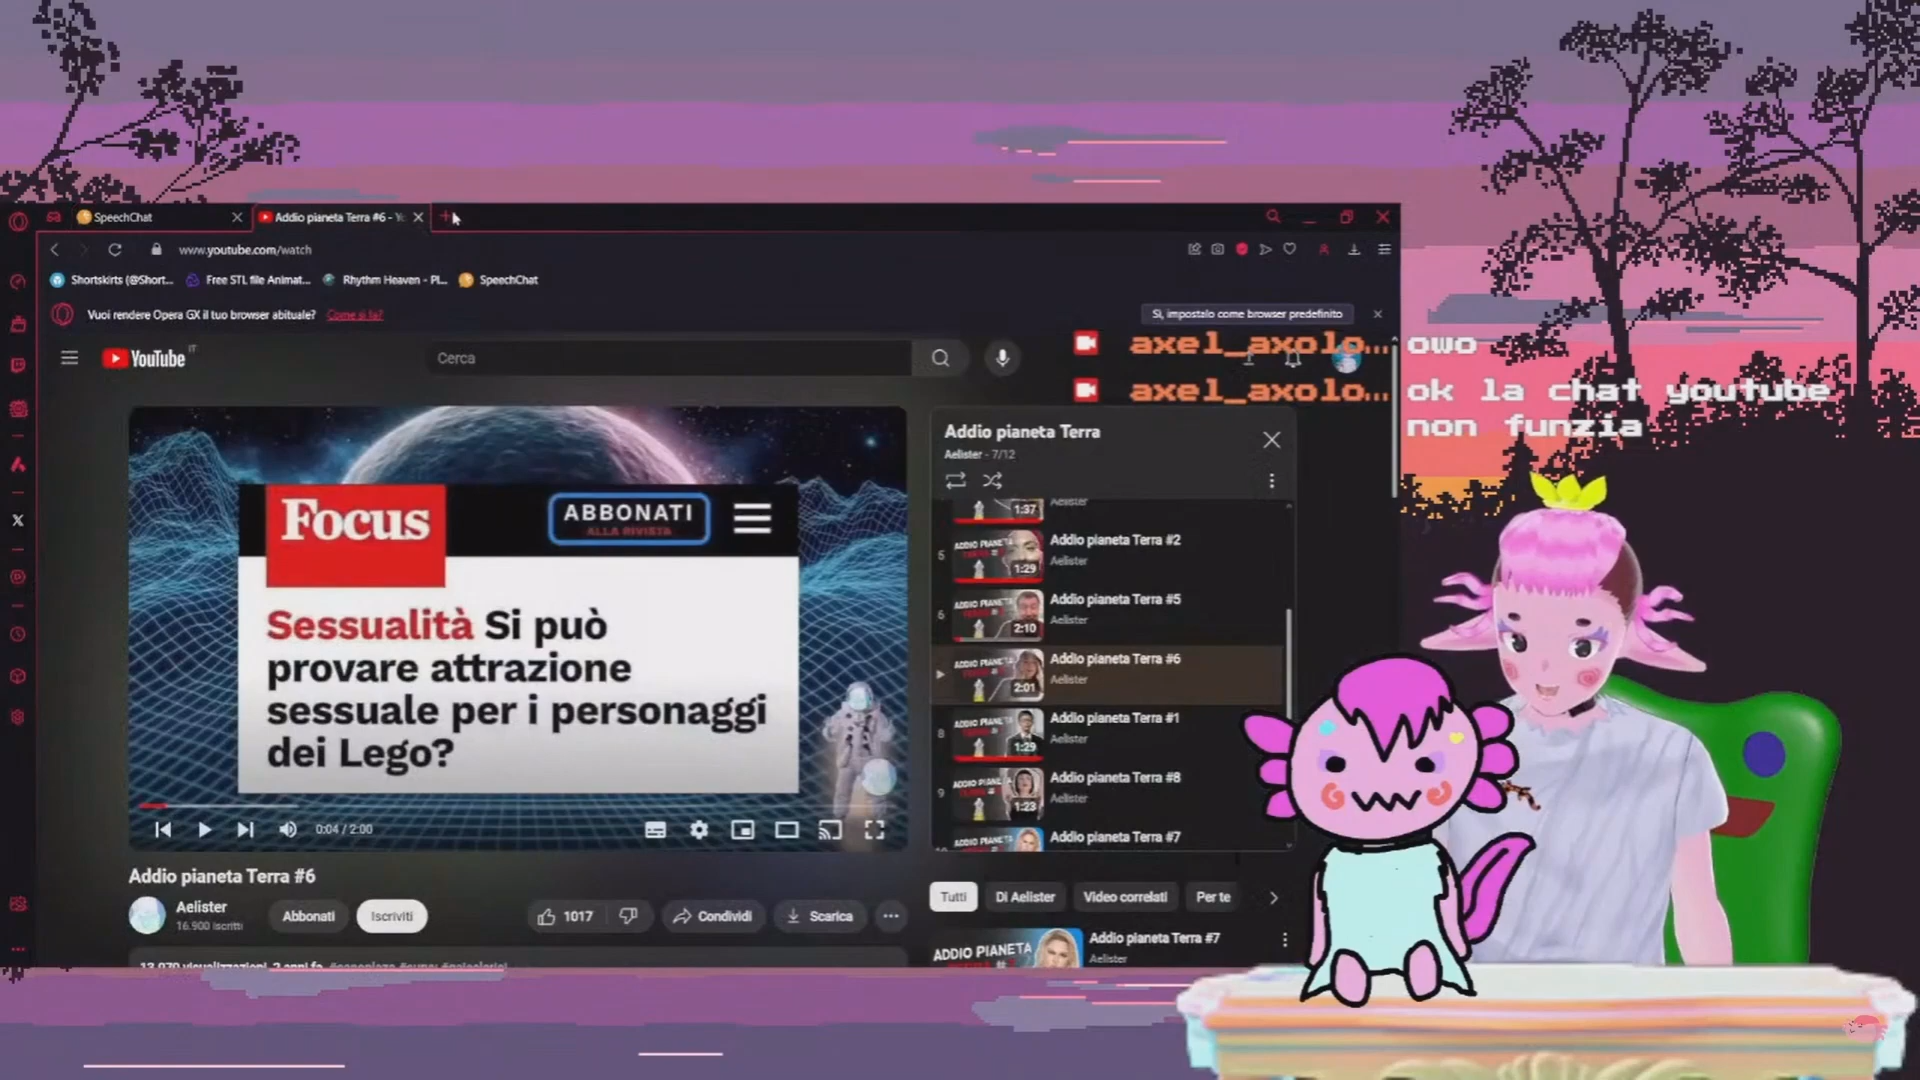 SpeechChat
Addio pianeta Terra #6 - Y
www.youtube.com/watch
Shortskirts (@Short...
Free STL file Animat...
Rhythm Heaven - Pl...
SpeechChat
Vuoi rendere Opera GX il tuo browser abituale?
Come si fa?
Sì, impostalo come browser predefinito
YouTube
IT
Cerca
axel_axolo... owo
axel_axolo... ok la chat youtube
non funzia
Focus
ABBONATI
ALLA RIVISTA
Sessualità Si può
provare attrazione
sessuale per i personaggi
dei Lego?
0:04 / 2:00
Addio pianeta Terra
Aelister - 7/12
Aelister
1:37
5
Addio pianeta Terra #2
Aelister
1:29
6
Addio pianeta Terra #5
Aelister
2:10
Addio pianeta Terra #6
Aelister
2:01
8
Addio pianeta Terra #1
Aelister
1:29
9
Addio pianeta Terra #8
Aelister
1:23
Addio pianeta Terra #7
Addio pianeta Terra #6
Aelister
16.900 iscritti
Abbonati
Iscriviti
1017
Condividi
Scarica
Tutti
Di Aelister
Video correlati
Per te
ADDIO PIANETA
Addio pianeta Terra #7
Aelister